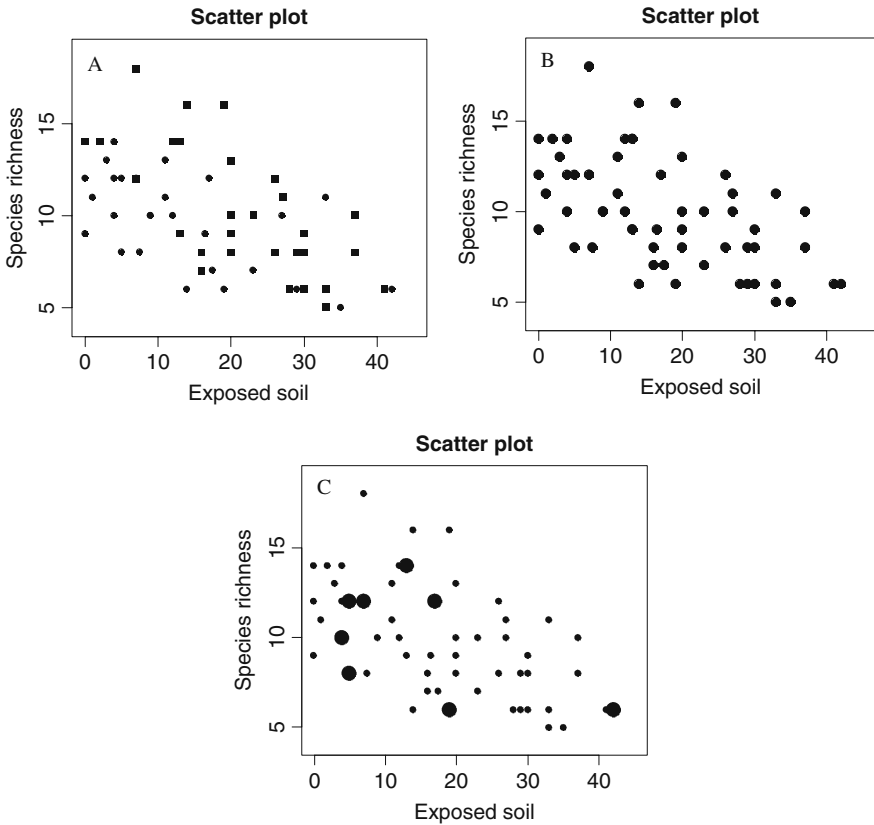 Scatter plot
A
15
10
5
Species richness
0 10 20 30 40
Exposed soil
Scatter plot
B
15
10
5
Species richness
0 10 20 30 40
Exposed soil
Scatter plot
C
15
10
5
Species richness
0 10 20 30 40
Exposed soil